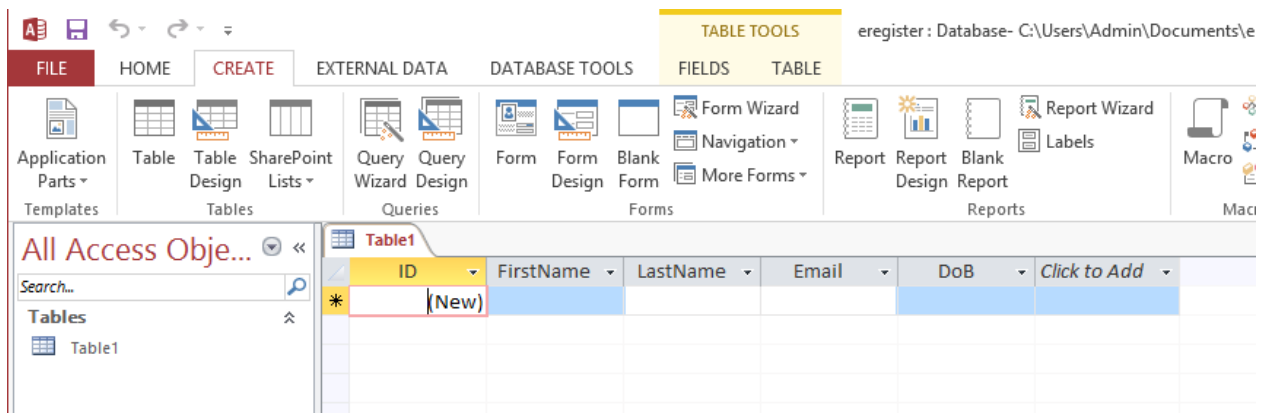 TABLE TOOLS eregister : Database- C:\Users\Admin\Documents\e
FILE HOME CREATE EXTERNAL DATA DATABASE TOOLS FIELDS TABLE
Application Parts Table Table Design SharePoint Lists Query Wizard Query Design Form Form Design Blank Form Form Wizard Navigation More Forms Report Report Design Blank Report Report Wizard Labels Macro
Templates Tables Queries Forms Reports Macr
All Access Obje... « Table1
ID FirstName LastName Email DoB Click to Add
Search...
(New)
Tables
Table1